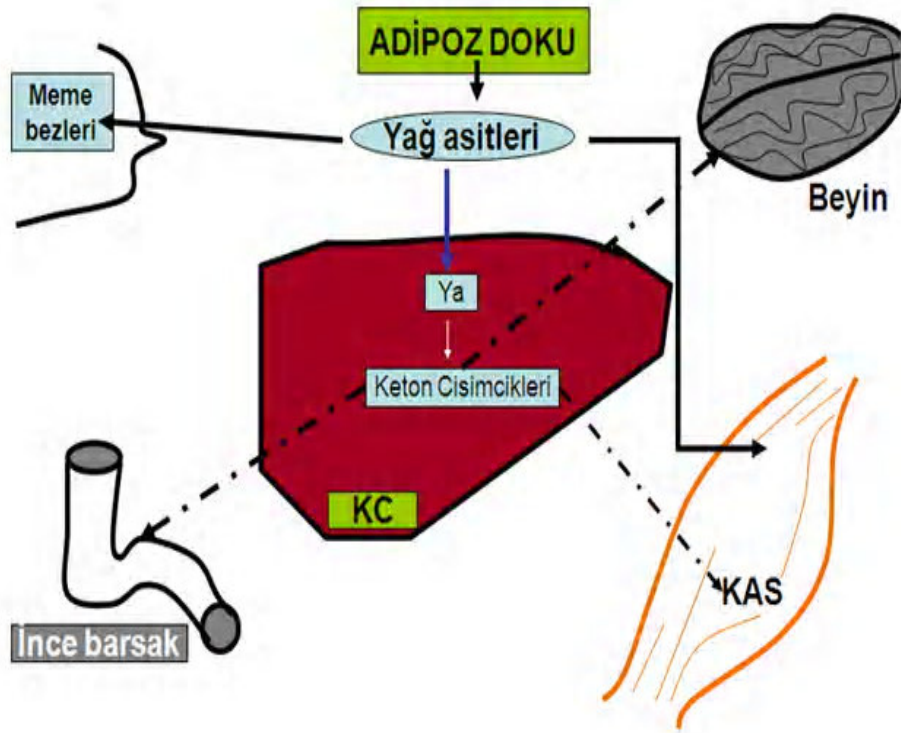 ADİPOZ DOKU
Meme
bezleri
Yağ asitleri
Beyin
Ya
Keton Cisimcikleri
KC
KAS
İnce barsak